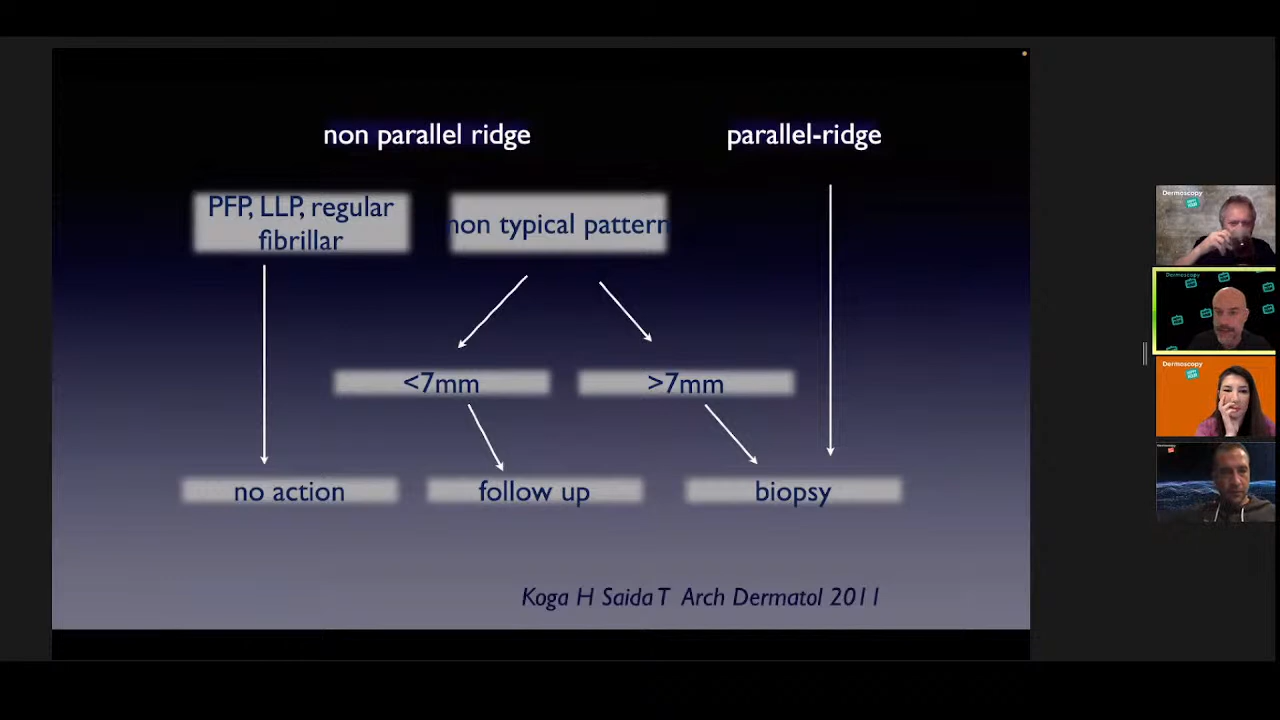 non parallel ridge
parallel-ridge
PFP, LLP, regular
fibrillar
non typical pattern
<7mm
>7mm
no action
follow up
biopsy
Koga H Saida T Arch Dermatol 2011
Dermoscopy
Dermoscopy
Dermoscopy